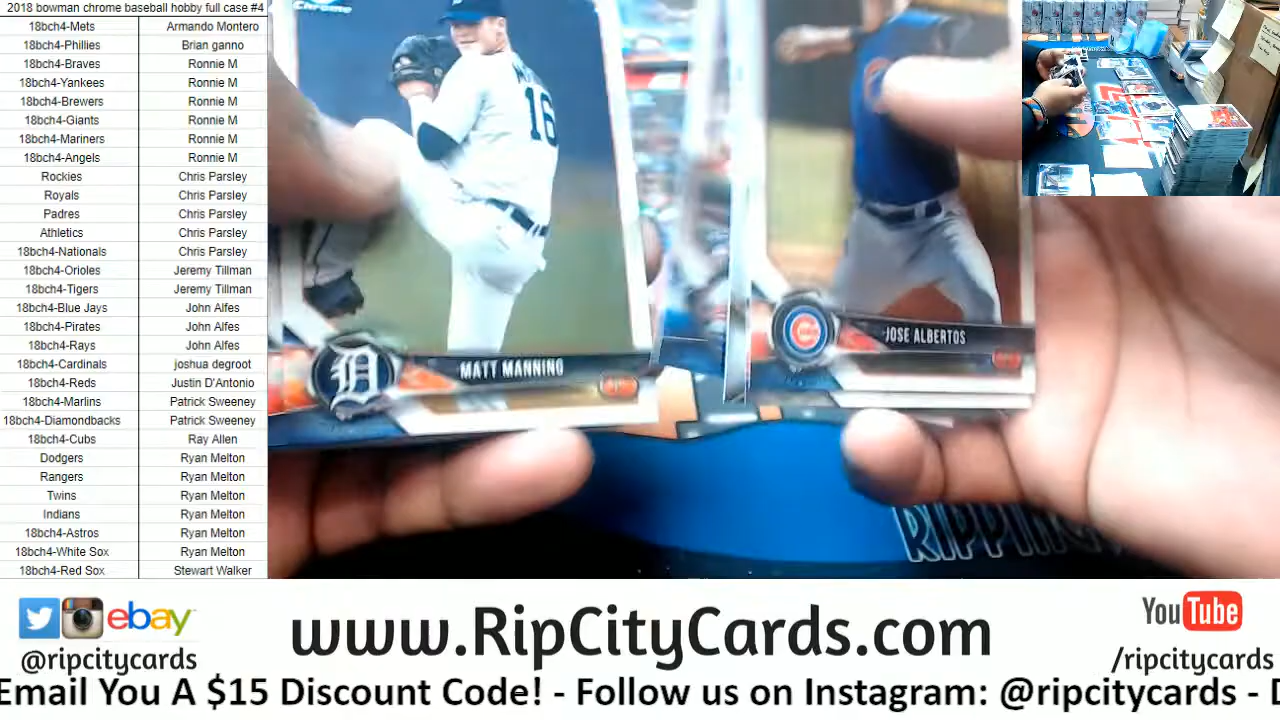 2018 bowman chrome baseball hobby full case #4
18bch4-Mets Armando Montero
18bch4-Phillies Brian ganno
18bch4-Braves Ronnie M
18bch4-Yankees Ronnie M
18bch4-Brewers Ronnie M
18bch4-Giants Ronnie M
18bch4-Mariners Ronnie M
18bch4-Angels Ronnie M
Rockies Chris Parsley
Royals Chris Parsley
Padres Chris Parsley
Athletics Chris Parsley
18bch4-Nationals Chris Parsley
18bch4-Orioles Jeremy Tillman
18bch4-Tigers Jeremy Tillman
18bch4-Blue Jays John Alfes
18bch4-Pirates John Alfes
18bch4-Rays John Alfes
18bch4-Cardinals joshua degroot
18bch4-Reds Justin D'Antonio
18bch4-Marlins Patrick Sweeney
18bch4-Diamondbacks Patrick Sweeney
18bch4-Cubs Ray Allen
Dodgers Ryan Melton
Rangers Ryan Melton
Twins Ryan Melton
Indians Ryan Melton
18bch4-Astros Ryan Melton
18bch4-White Sox Ryan Melton
18bch4-Red Sox Stewart Walker
Chrome
16
D
MATT MANNING
C
JOSE ALBERTOS
ebay
@ripcitycards
www.RipCityCards.com
YouTube
/ripcitycards
Email You A $15 Discount Code! - Follow us on Instagram: @ripcitycards -